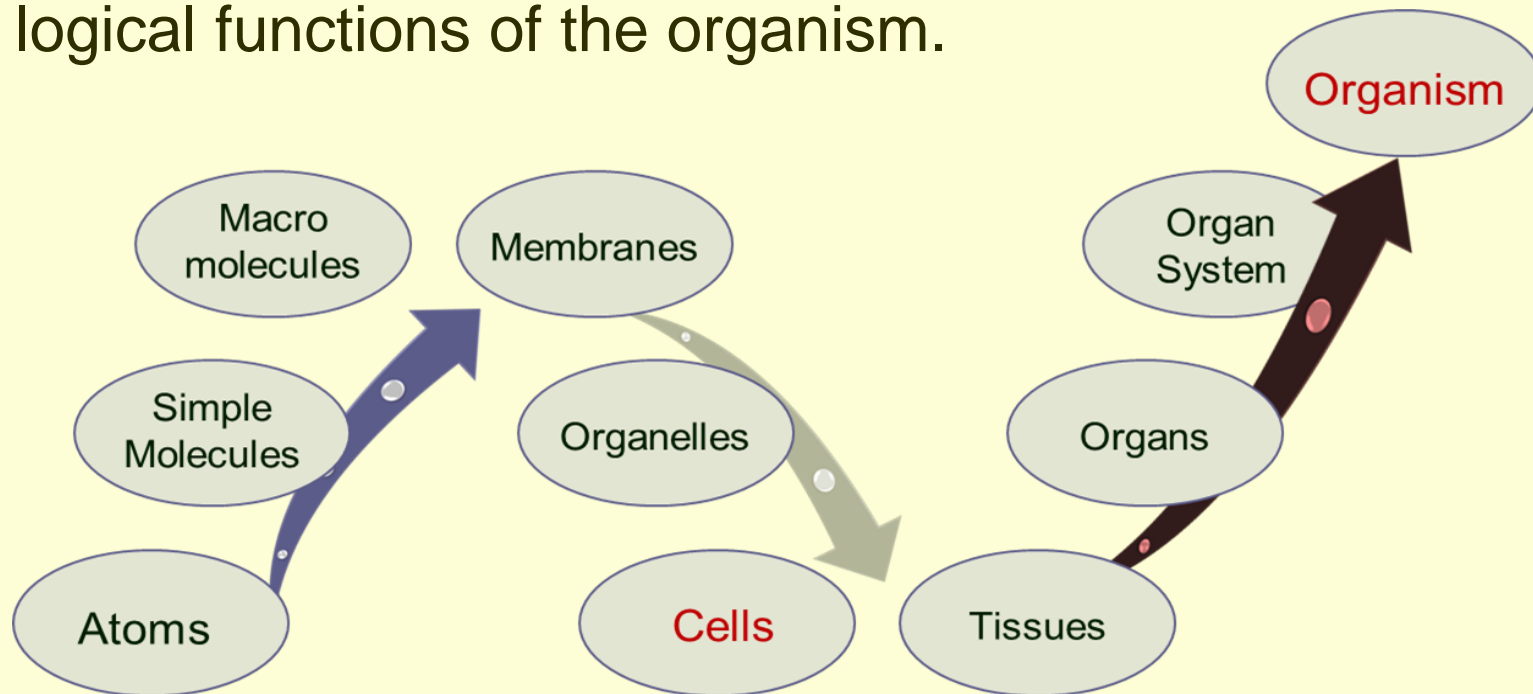 logical functions of the organism.
Organism
Macro
molecules
Membranes
Organ
System
Simple
Molecules
Organelles
Organs
Atoms
Cells
Tissues